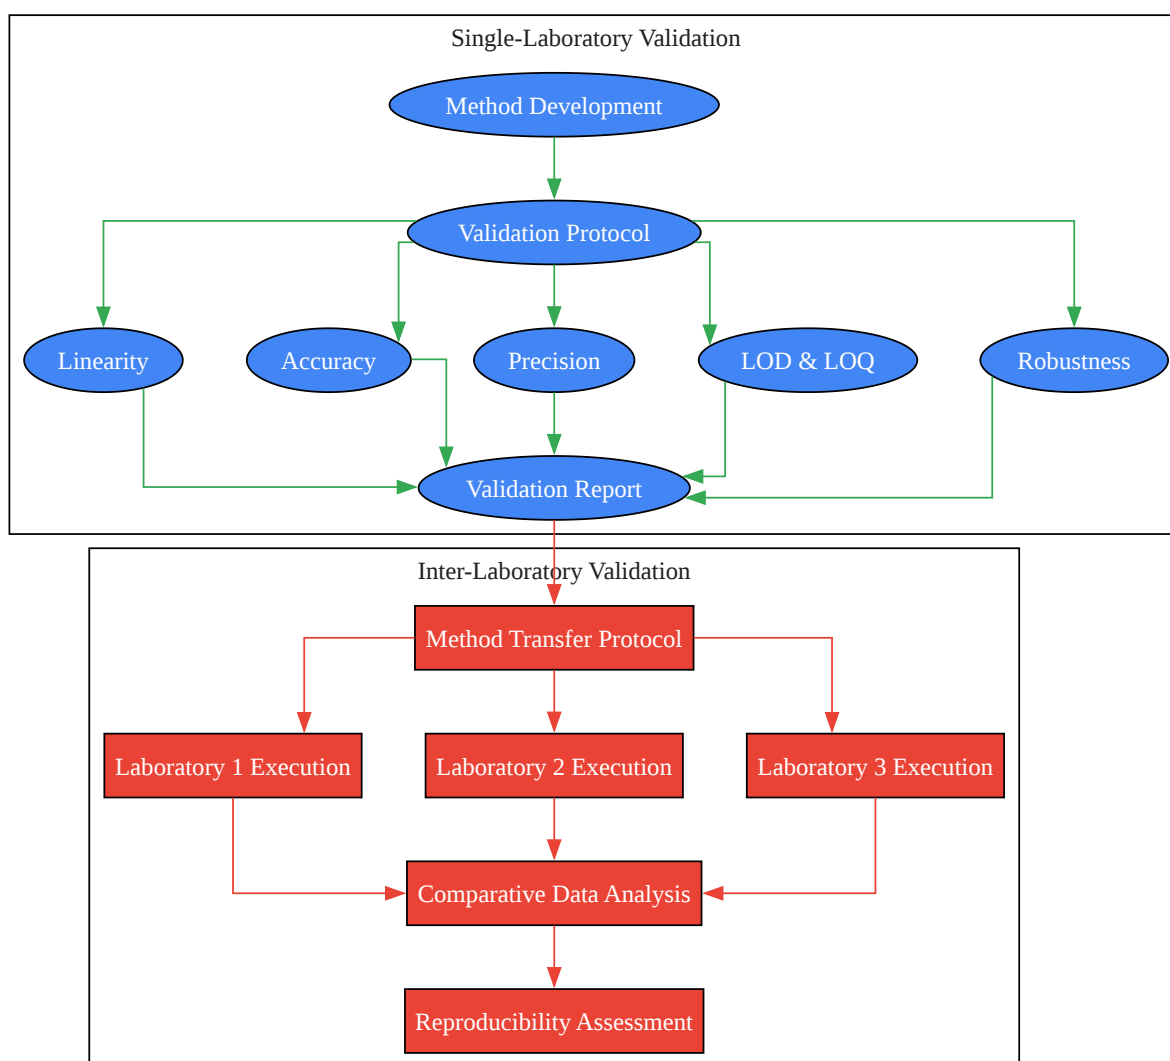 Single-Laboratory Validation
Method Development
Validation Protocol
Linearity
Accuracy
Precision
LOD & LOQ
Robustness
Validation Report
Inter-Laboratory Validation
Method Transfer Protocol
Laboratory 1 Execution
Laboratory 2 Execution
Laboratory 3 Execution
Comparative Data Analysis
Reproducibility Assessment